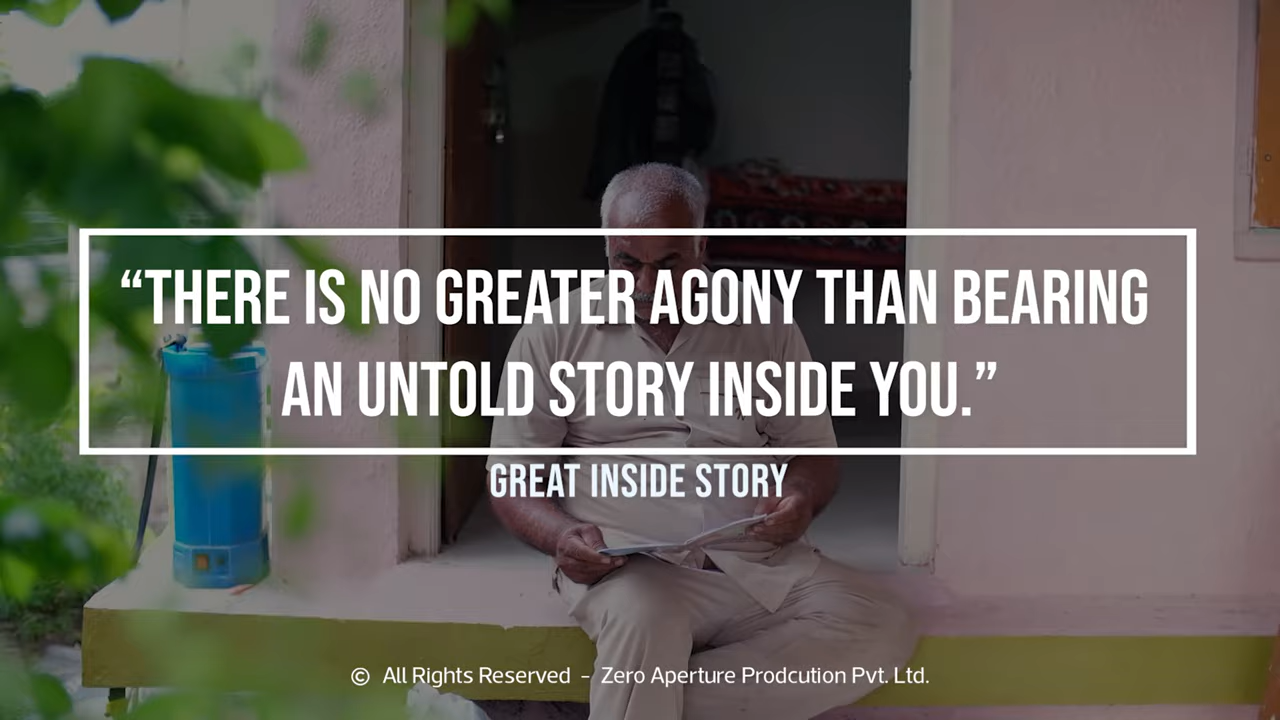 “THERE IS NO GREATER AGONY THAN BEARING
AN UNTOLD STORY INSIDE YOU.”
GREAT INSIDE STORY
© All Rights Reserved - Zero Aperture Prodcution Pvt. Ltd.